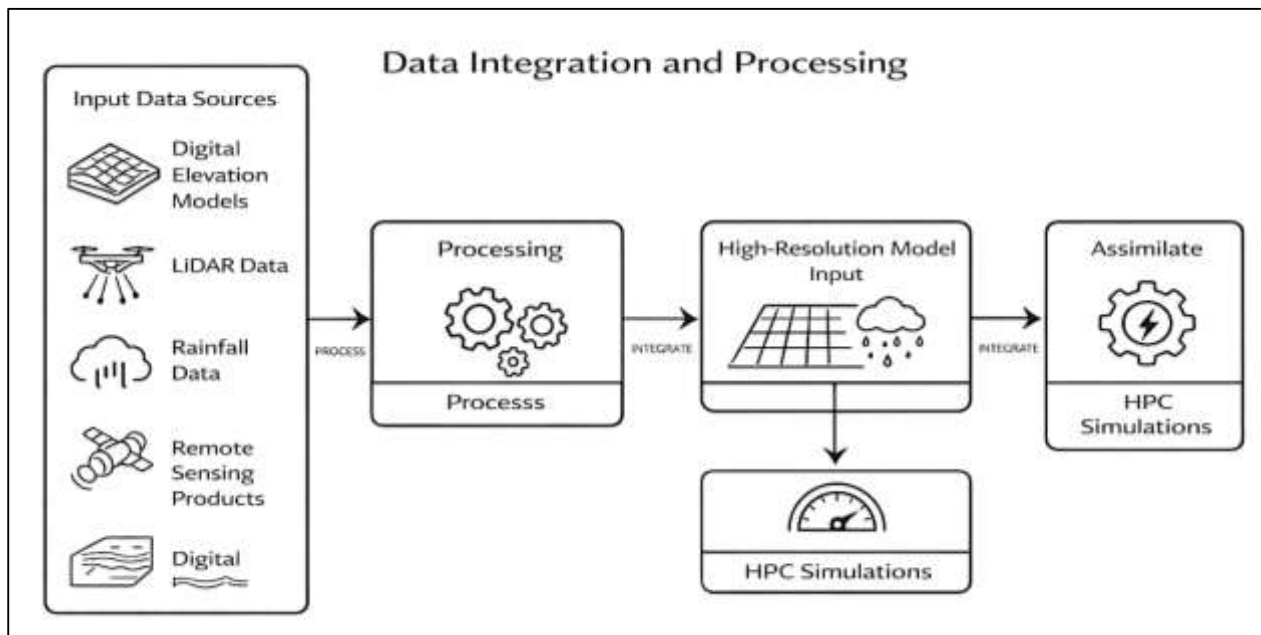 Data Integration and Processing
Input Data Sources
Digital
Elevation
Models
LiDAR Data
Rainfall
Data
Remote
Sensing
Products
Digital
PROCESS
Processing
Processs
INTEGRATE
High-Resolution Model
Input
INTEGRATE
Assimilate
HPC
Simulations
HPC Simulations